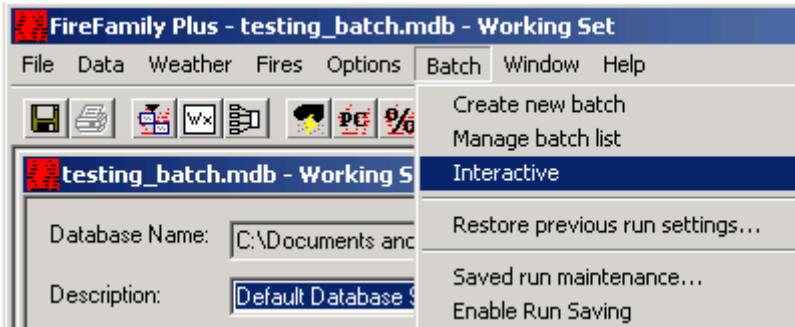 FireFamily Plus - testing_batch.mdb - Working Set
File Data Weather Fires Options Batch Window Help
Wx PC %
Create new batch
Manage batch list
testing_batch.mdb - Working S
Interactive
Database Name: C:\Documents and
Restore previous run settings...
Saved run maintenance...
Description: Default Database S
Enable Run Saving